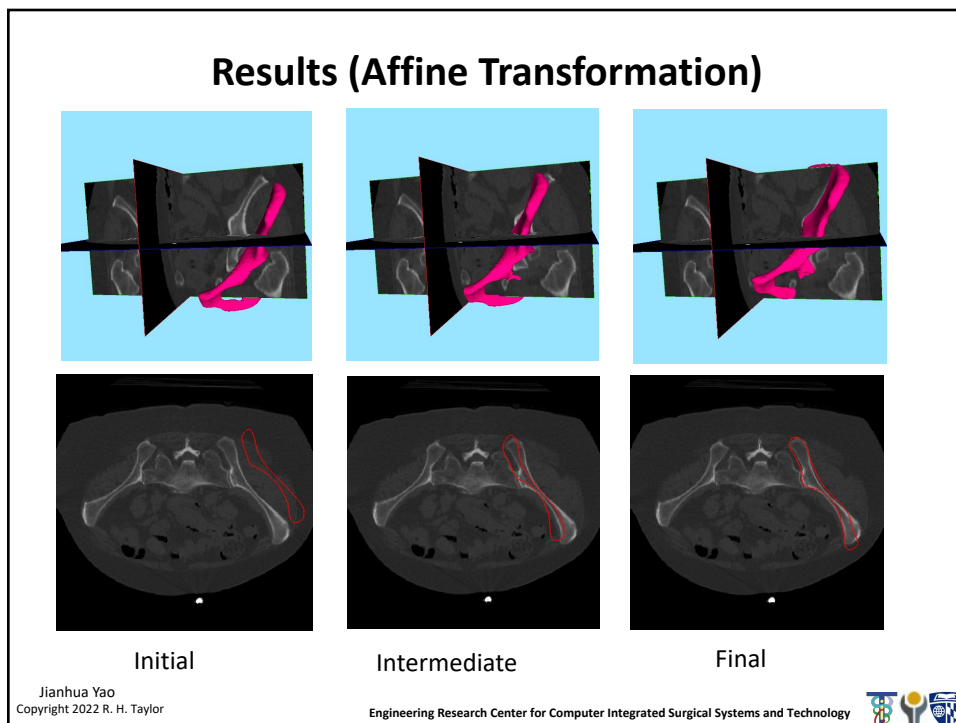 Results (Affine Transformation)
Initial
Intermediate
Final
Jianhua Yao
Copyright 2022 R. H. Taylor
Engineering Research Center for Computer Integrated Surgical Systems and Technology